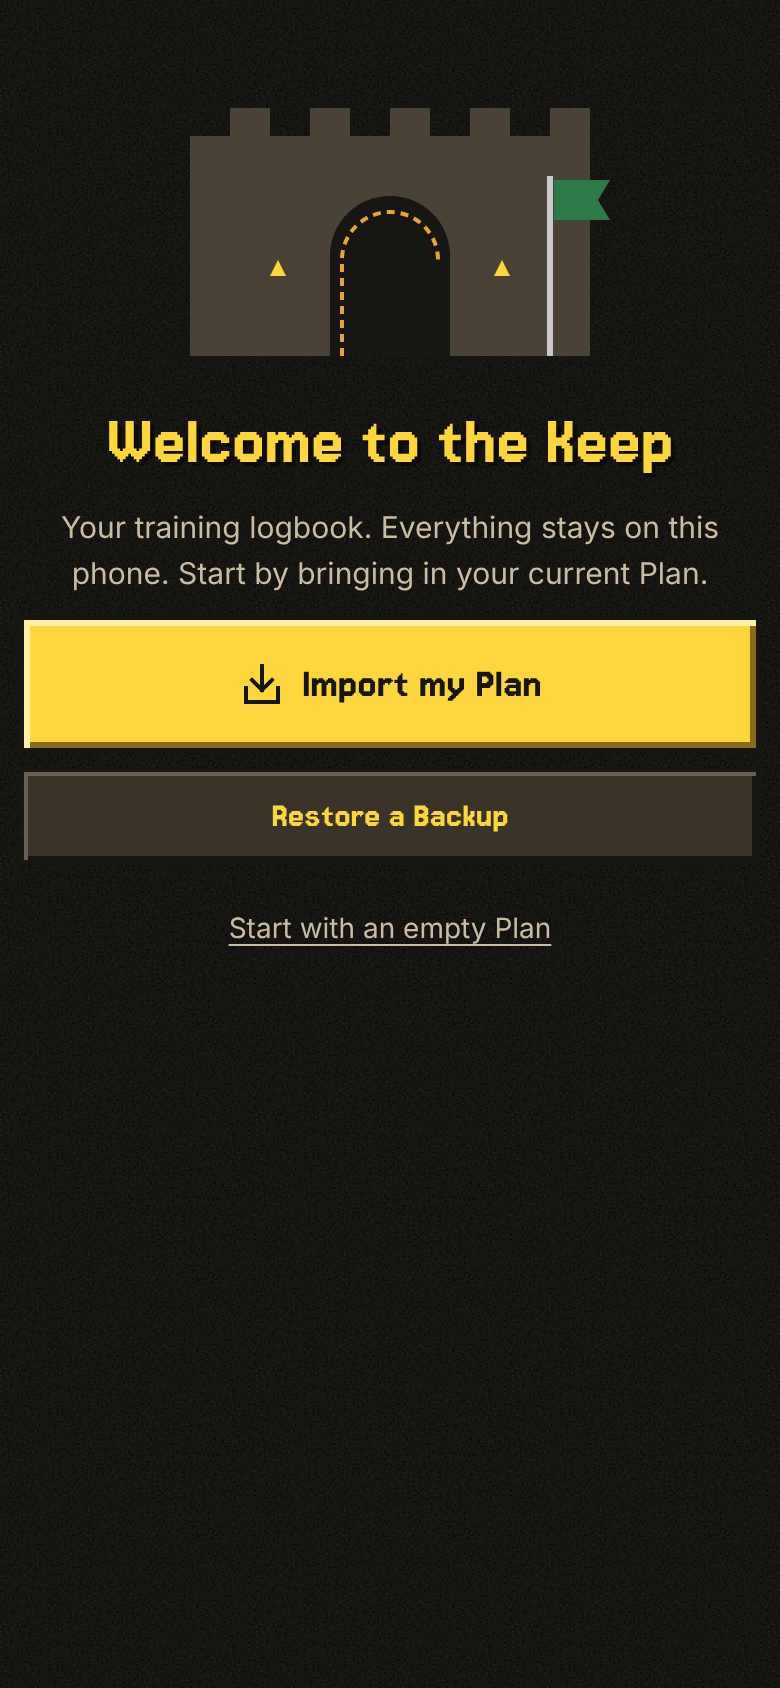 Welcome to the Keep
Your training logbook. Everything stays on this
phone. Start by bringing in your current Plan.
Import my Plan
Restore a Backup
Start with an empty Plan